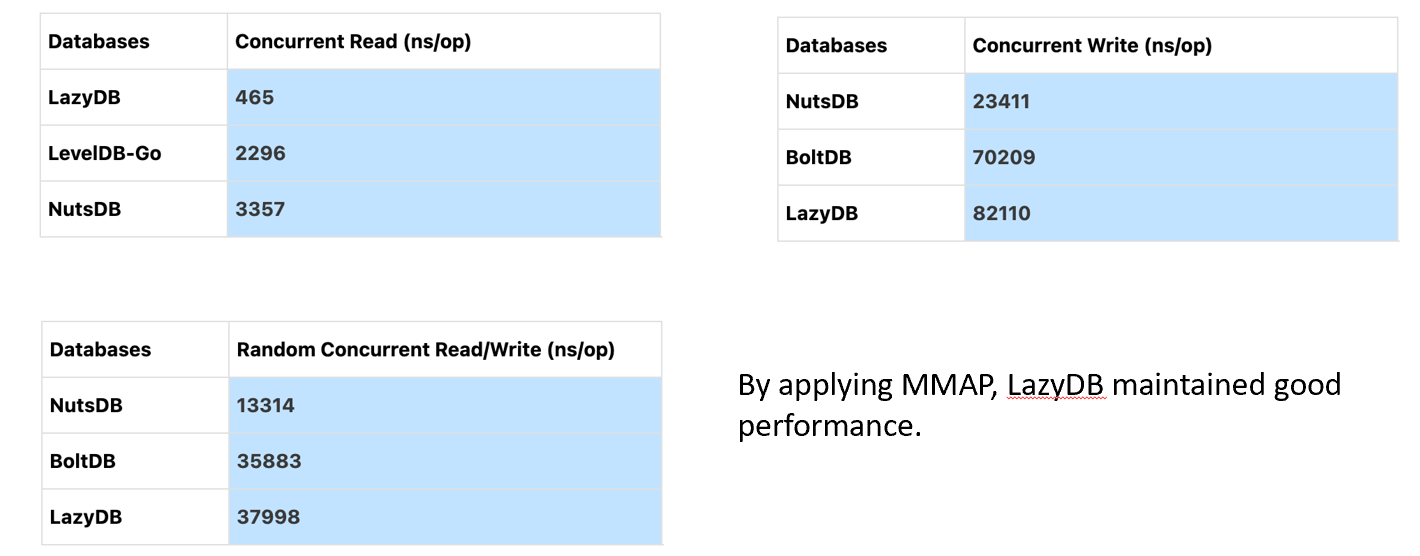 Databases Concurrent Read (ns/op)
LazyDB 465
LevelDB-Go 2296
NutsDB 3357
Databases Concurrent Write (ns/op)
NutsDB 23411
BoltDB 70209
LazyDB 82110
Databases Random Concurrent Read/Write (ns/op)
NutsDB 13314
BoltDB 35883
LazyDB 37998
By applying MMAP, LazyDB maintained good
performance.